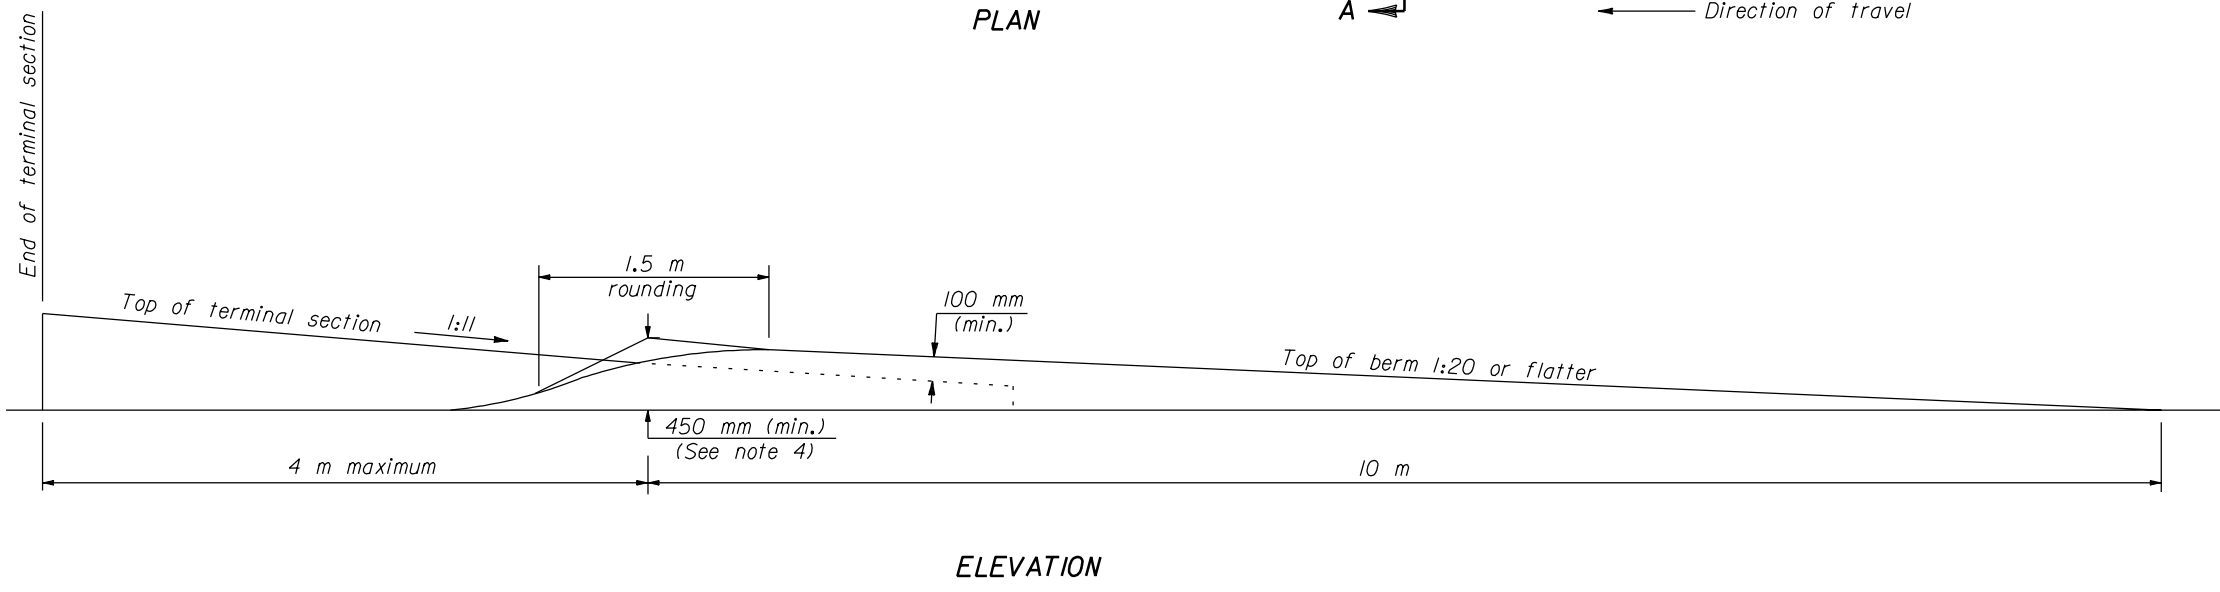 PLAN
A
Direction of travel
End of terminal section
1.5 m
rounding
Top of terminal section
1:11
100 mm
(min.)
Top of berm 1:20 or flatter
450 mm (min.)
(See note 4)
4 m maximum
10 m
ELEVATION